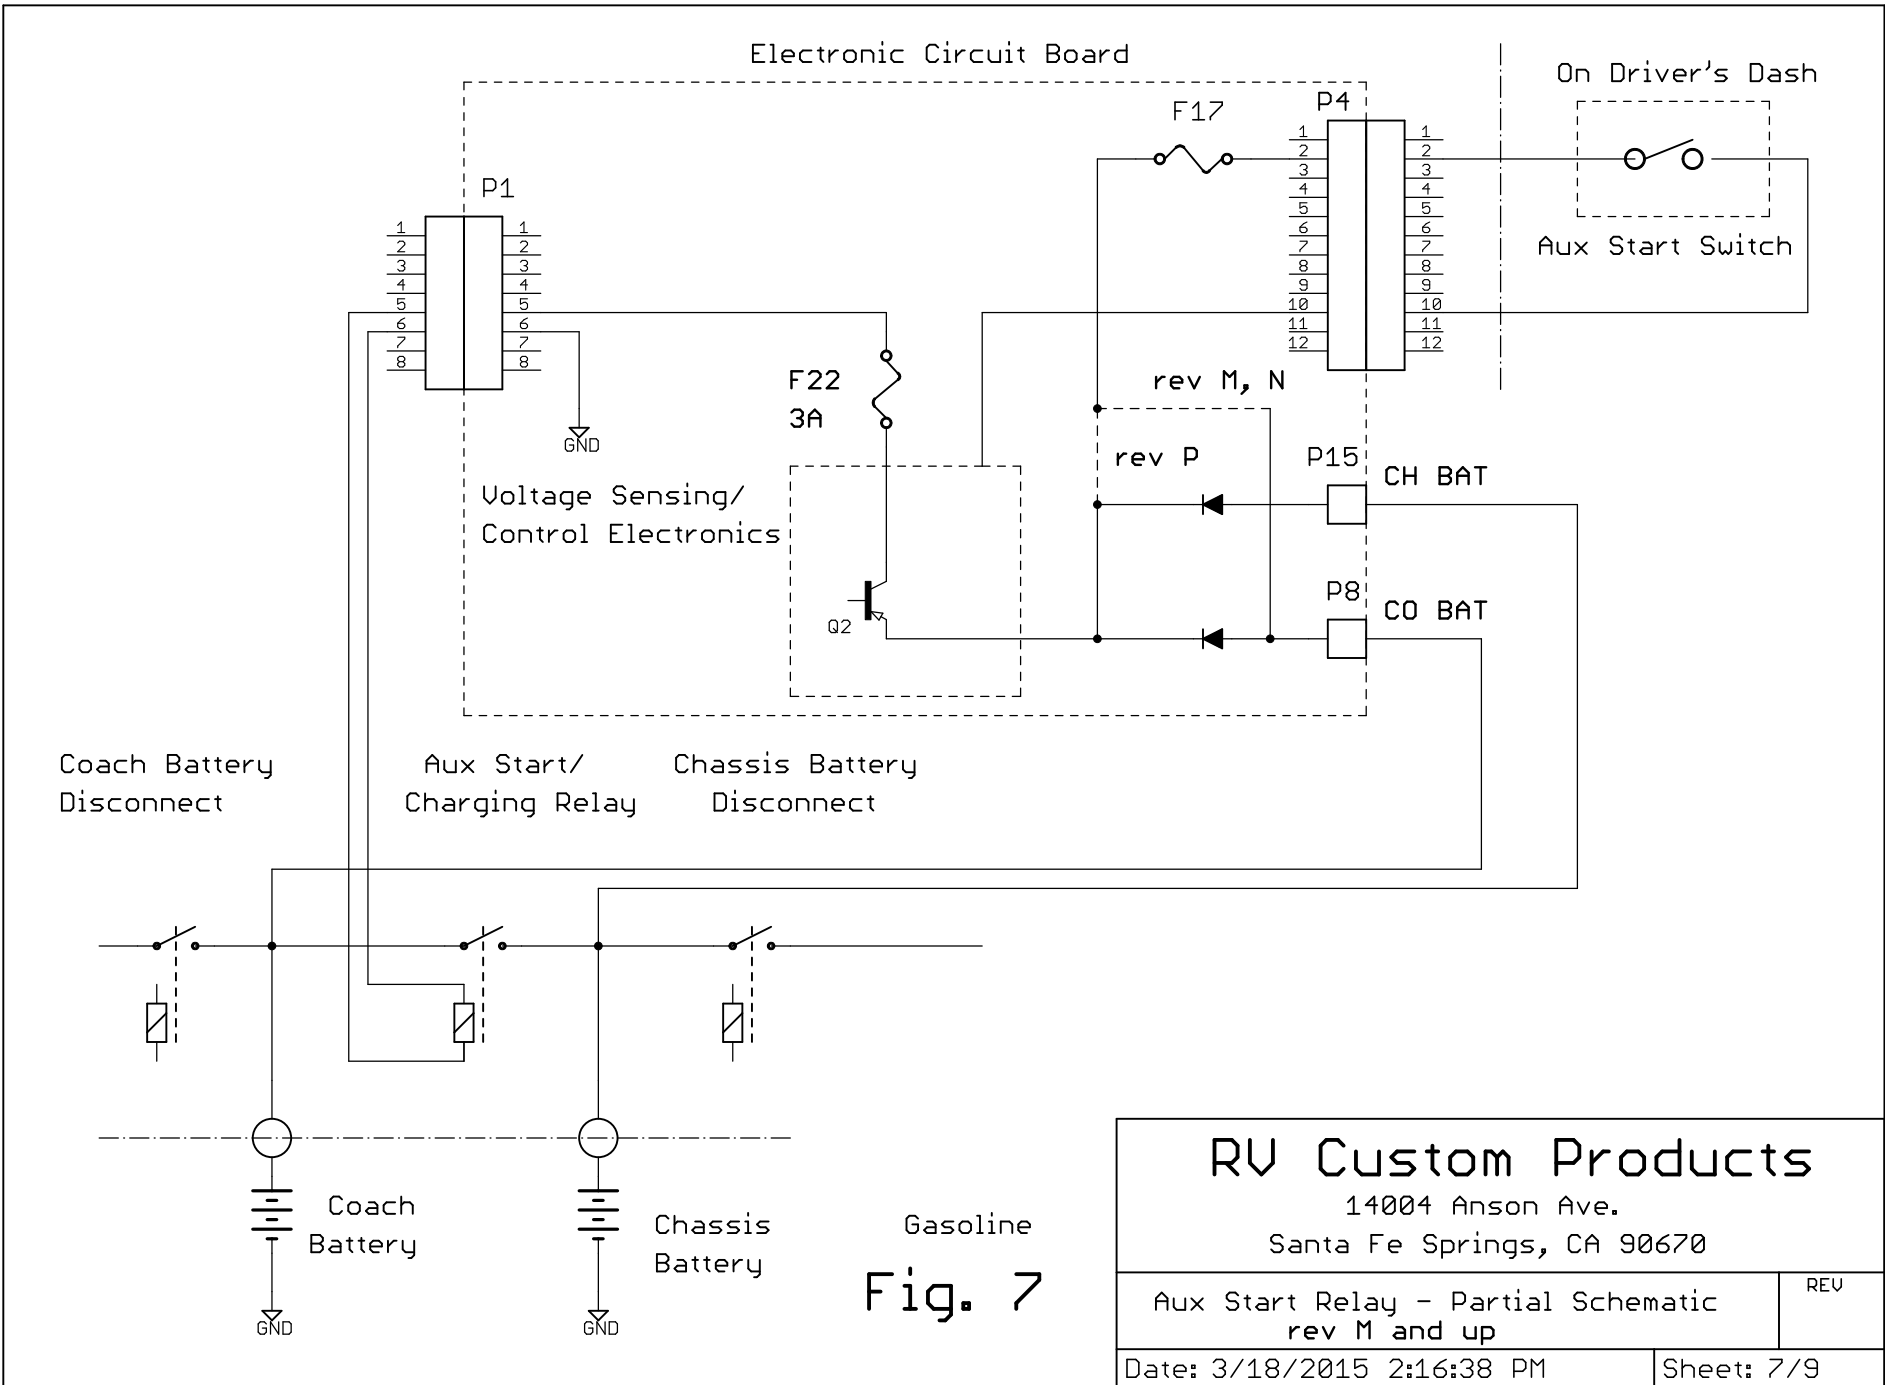 Electronic Circuit Board
On Driver's Dash
F17
P4
1 1
2 2
3 3
4 4
5 5
6 6
7 7
8 8
9 9
10 10
11 11
12 12
Aux Start Switch
P1
1 1
2 2
3 3
4 4
5 5
6 6
7 7
8 8
GND
F22
3A
rev M, N
rev P
P15
CH BAT
Voltage Sensing/
Control Electronics
Q2
P8
CO BAT
Coach Battery
Disconnect
Aux Start/
Charging Relay
Chassis Battery
Disconnect
Coach
Battery
GND
Chassis
Battery
GND
Gasoline
Fig. 7
RV Custom Products
14004 Anson Ave.
Santa Fe Springs, CA 90670
Aux Start Relay - Partial Schematic
rev M and up
REV
Date: 3/18/2015 2:16:38 PM
Sheet: 7/9